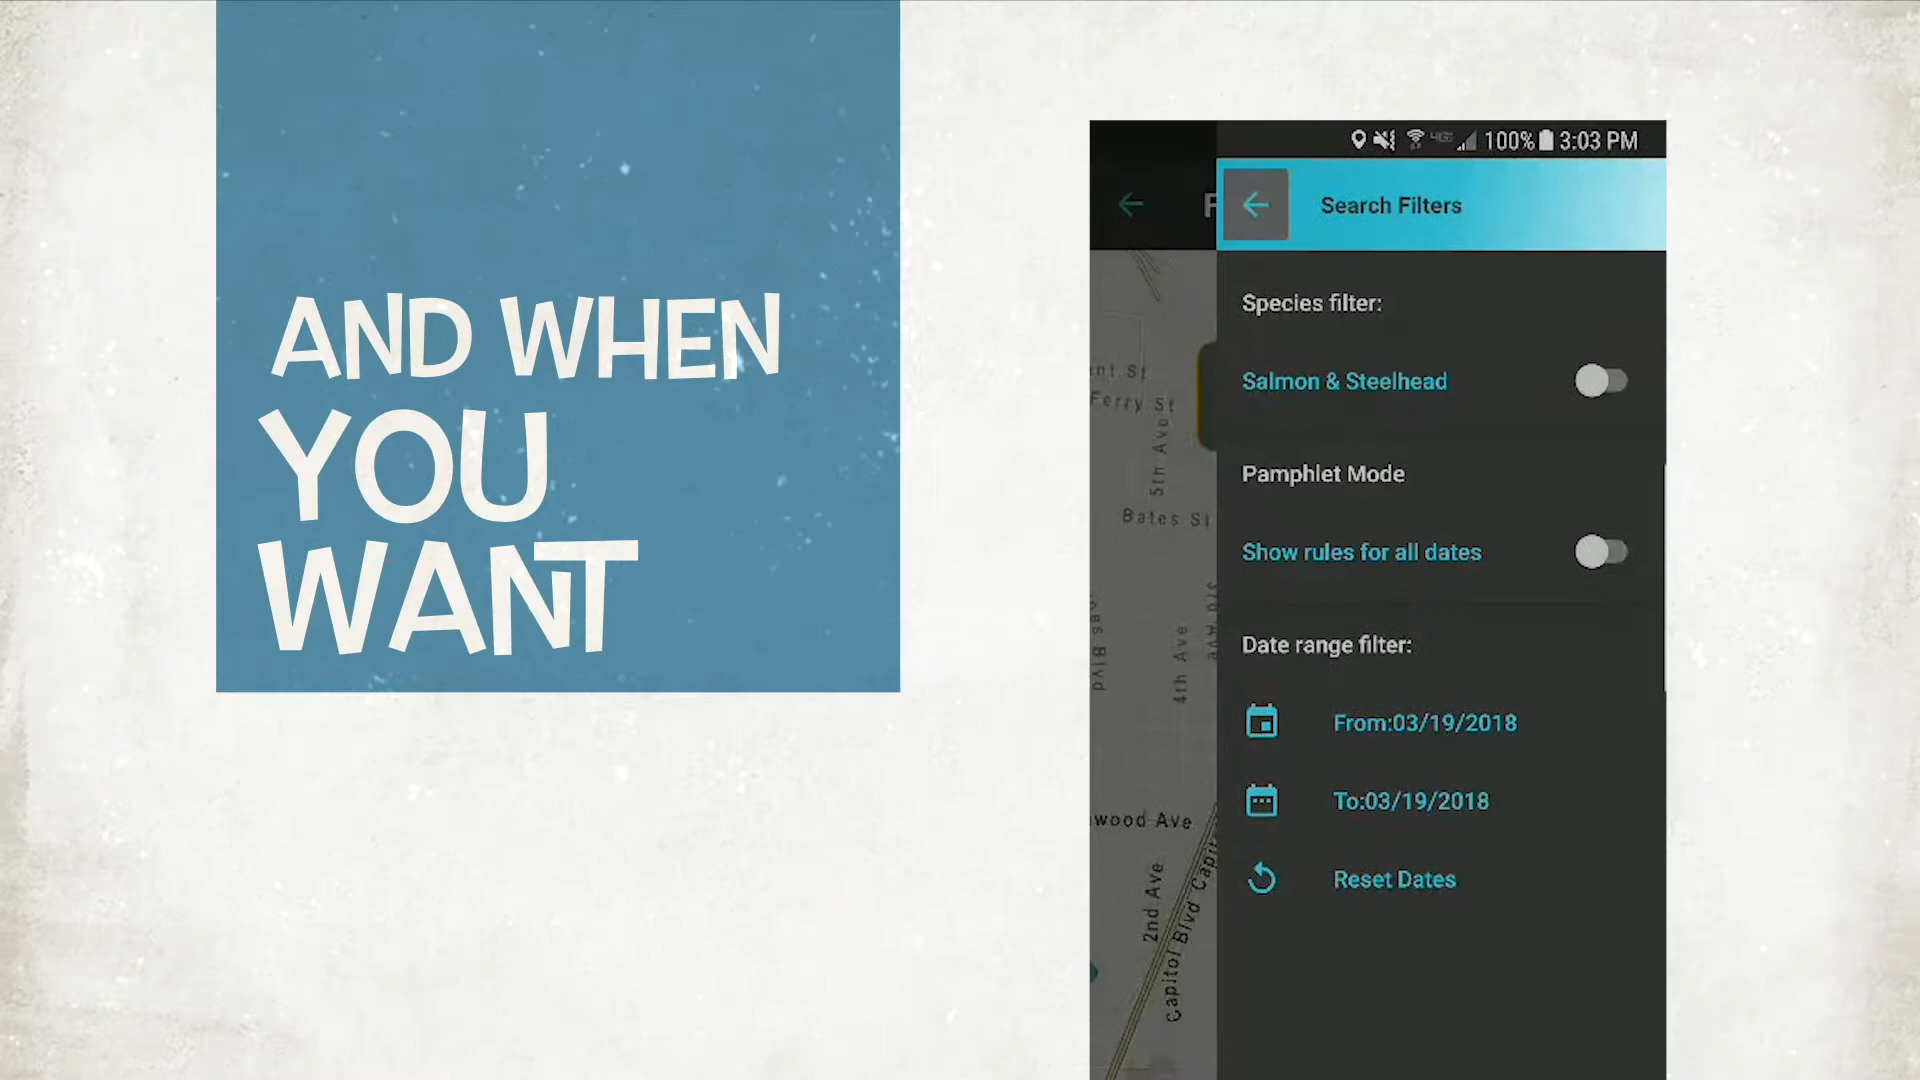 AND WHEN
YOU
WANT
100% 3:03 PM
F
Search Filters
Species filter:
Salmon & Steelhead
Pamphlet Mode
Show rules for all dates
Date range filter:
From:03/19/2018
To:03/19/2018
Reset Dates
Ferry St
5th Ave
Bates St
4th Ave
wood Ave
2nd Ave
Capitol Blvd